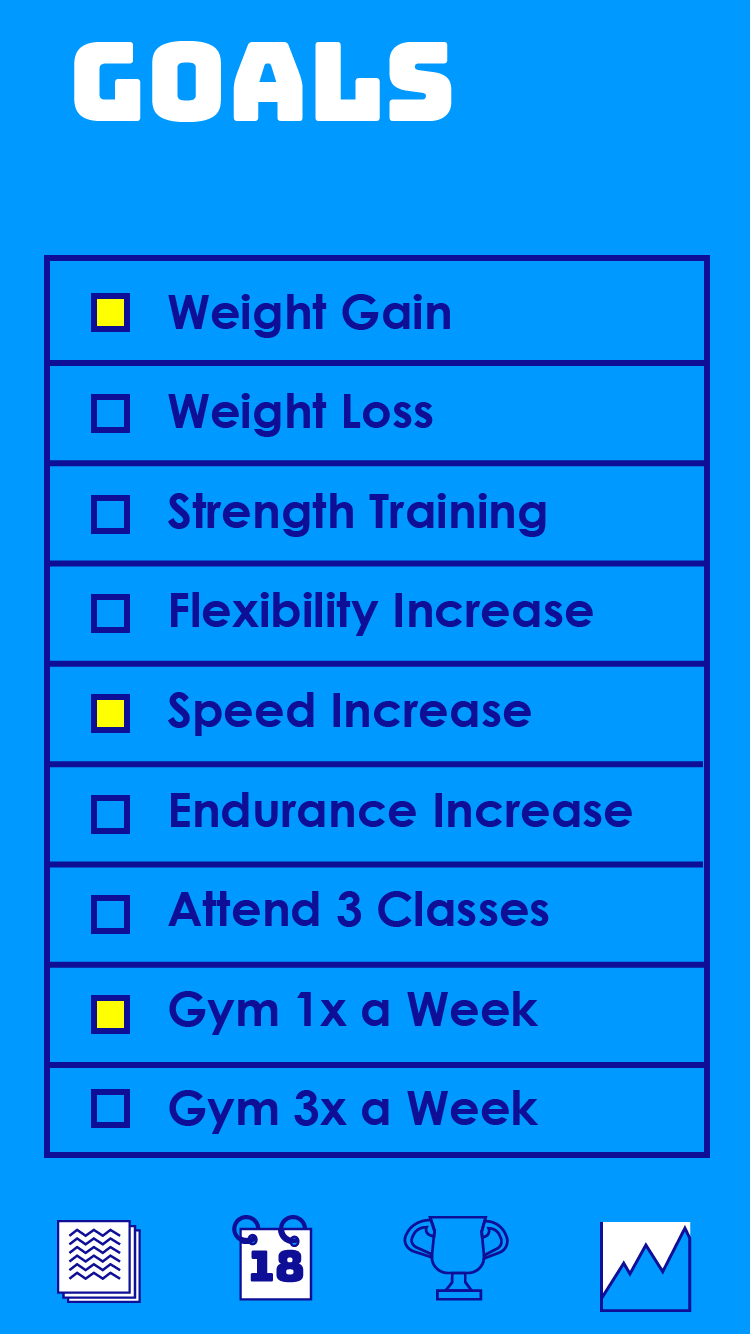 GOALS
Weight Gain
Weight Loss
Strength Training
Flexibility Increase
Speed Increase
Endurance Increase
Attend 3 Classes
Gym 1x a Week
Gym 3x a Week
18